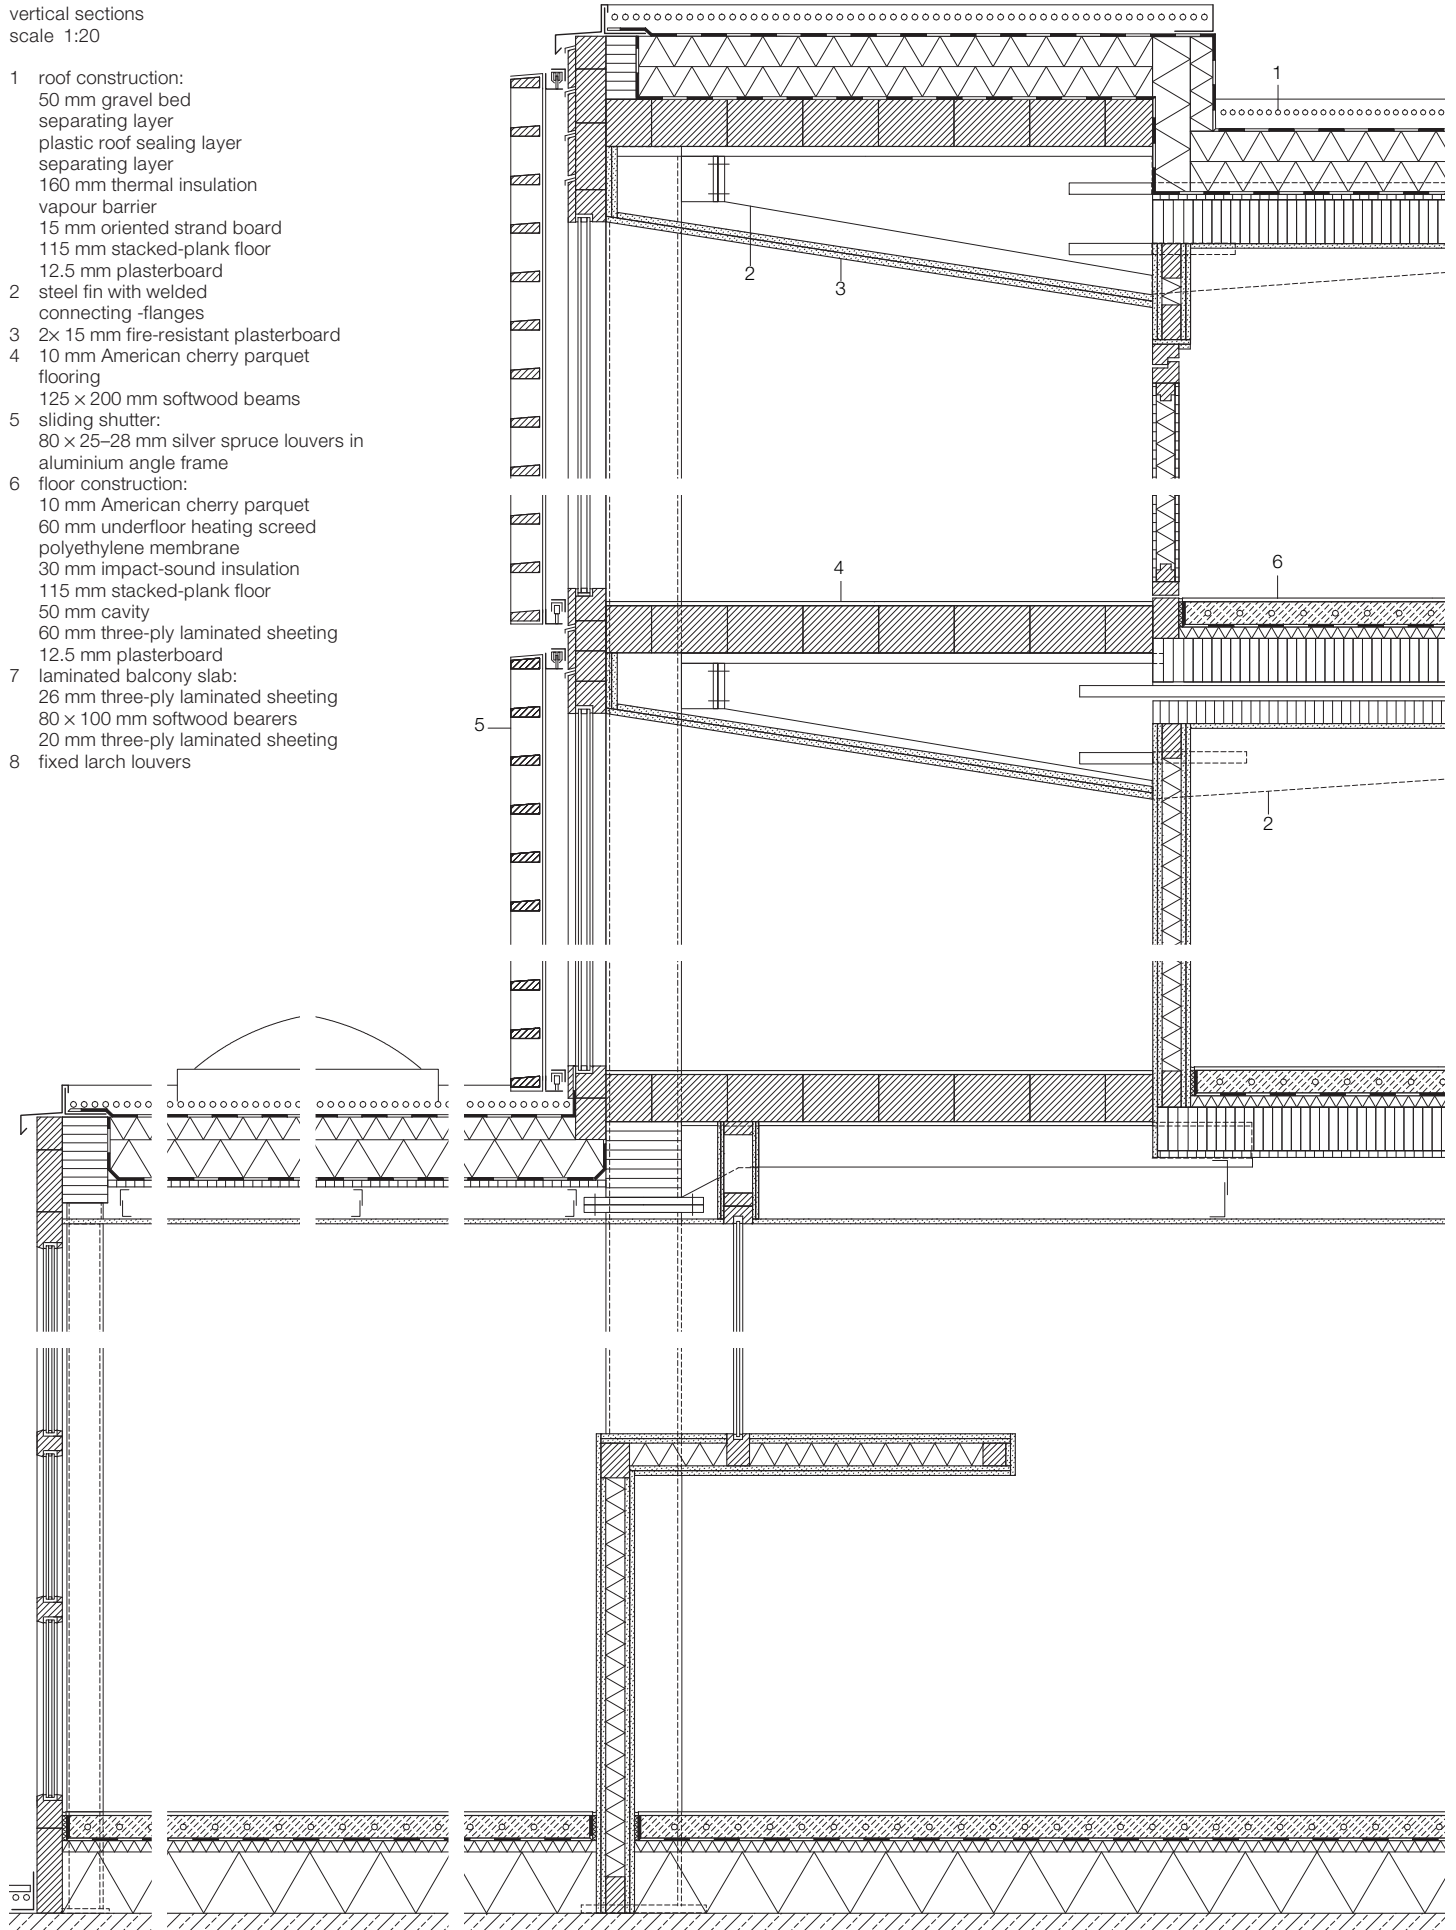 vertical sections
scale 1:20
1 roof construction:
50 mm gravel bed
separating layer
plastic roof sealing layer
separating layer
160 mm thermal insulation
vapour barrier
15 mm oriented strand board
115 mm stacked-plank floor
12.5 mm plasterboard
2 steel fin with welded
connecting -flanges
3 2× 15 mm fire-resistant plasterboard
4 10 mm American cherry parquet
flooring
125 × 200 mm softwood beams
5 sliding shutter:
80 × 25–28 mm silver spruce louvers in
aluminium angle frame
6 floor construction:
10 mm American cherry parquet
60 mm underfloor heating screed
polyethylene membrane
30 mm impact-sound insulation
115 mm stacked-plank floor
50 mm cavity
60 mm three-ply laminated sheeting
12.5 mm plasterboard
7 laminated balcony slab:
26 mm three-ply laminated sheeting
80 × 100 mm softwood bearers
20 mm three-ply laminated sheeting
8 fixed larch louvers
1
2
3
4
6
5
2